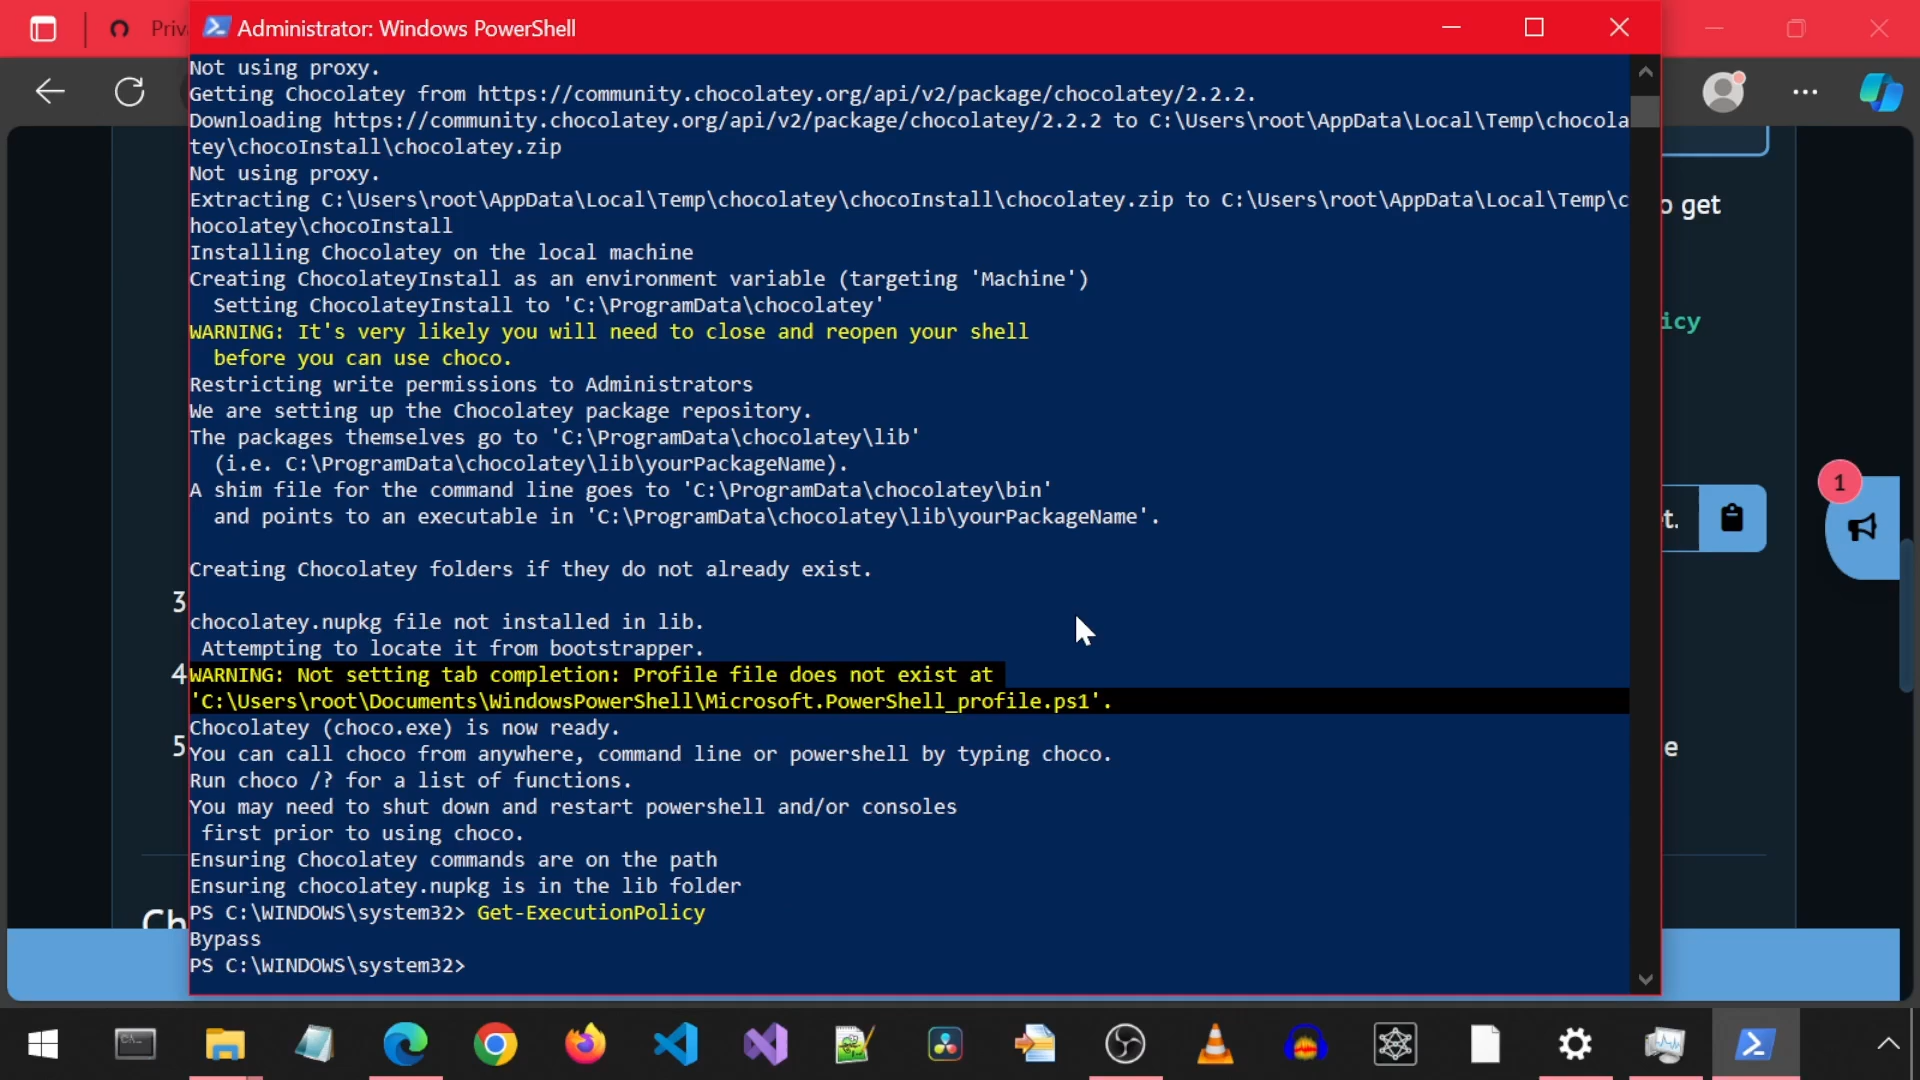 Priv
Administrator: Windows PowerShell
Not using proxy.
Getting Chocolatey from https://community.chocolatey.org/api/v2/package/chocolatey/2.2.2.
Downloading https://community.chocolatey.org/api/v2/package/chocolatey/2.2.2 to C:\Users\root\AppData\Local\Temp\chocola
tey\chocoInstall\chocolatey.zip
Not using proxy.
Extracting C:\Users\root\AppData\Local\Temp\chocolatey\chocoInstall\chocolatey.zip to C:\Users\root\AppData\Local\Temp\c
hocolatey\chocoInstall
o get
Installing Chocolatey on the local machine
Creating ChocolateyInstall as an environment variable (targeting 'Machine')
  Setting ChocolateyInstall to 'C:\ProgramData\chocolatey'
WARNING: It's very likely you will need to close and reopen your shell
  before you can use choco.
icy
Restricting write permissions to Administrators
We are setting up the Chocolatey package repository.
The packages themselves go to 'C:\ProgramData\chocolatey\lib'
  (i.e. C:\ProgramData\chocolatey\lib\yourPackageName).
A shim file for the command line goes to 'C:\ProgramData\chocolatey\bin'
  and points to an executable in 'C:\ProgramData\chocolatey\lib\yourPackageName'.
t.
1
Creating Chocolatey folders if they do not already exist.
3
chocolatey.nupkg file not installed in lib.
 Attempting to locate it from bootstrapper.
4
WARNING: Not setting tab completion: Profile file does not exist at
'C:\Users\root\Documents\WindowsPowerShell\Microsoft.PowerShell_profile.ps1'.
Chocolatey (choco.exe) is now ready.
5
You can call choco from anywhere, command line or powershell by typing choco.
e
Run choco /? for a list of functions.
You may need to shut down and restart powershell and/or consoles
 first prior to using choco.
Ensuring Chocolatey commands are on the path
Ensuring chocolatey.nupkg is in the lib folder
PS C:\WINDOWS\system32> Get-ExecutionPolicy
Ch
Bypass
PS C:\WINDOWS\system32>